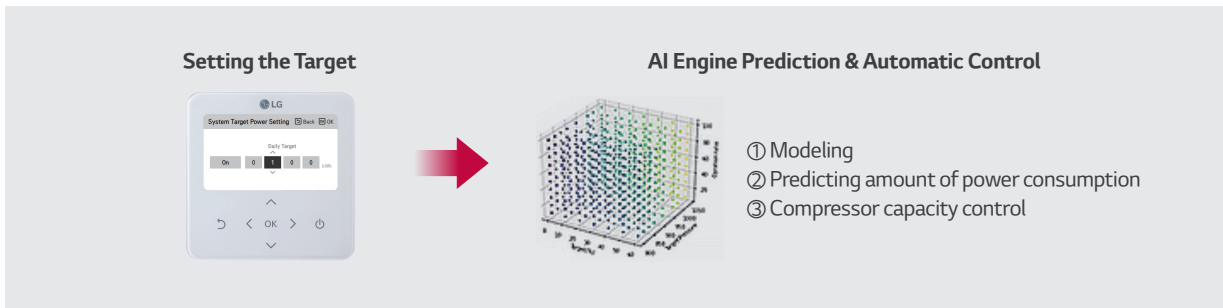 Setting the Target
LG
System Target Power Setting Back OK
Daily Target
On 0 1 0 0 kWh
OK
AI Engine Prediction & Automatic Control
① Modeling
② Predicting amount of power consumption
③ Compressor capacity control